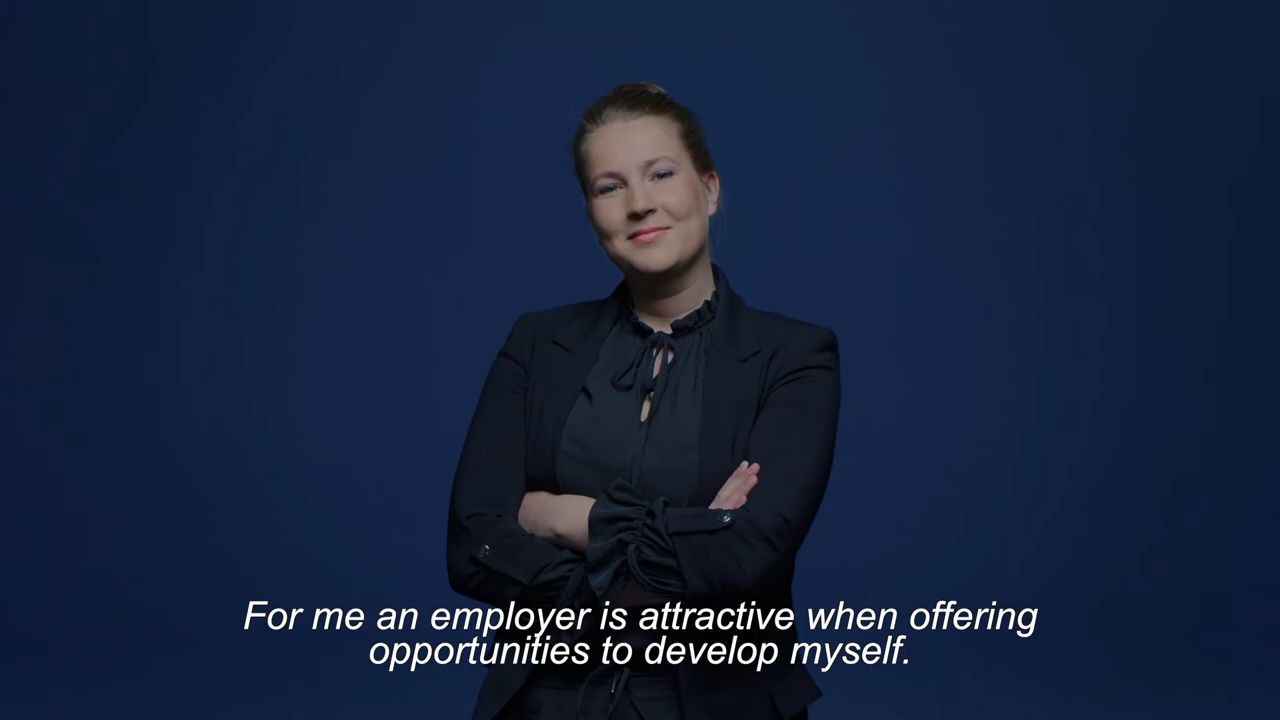 For me an employer is attractive when offering
opportunities to develop myself.